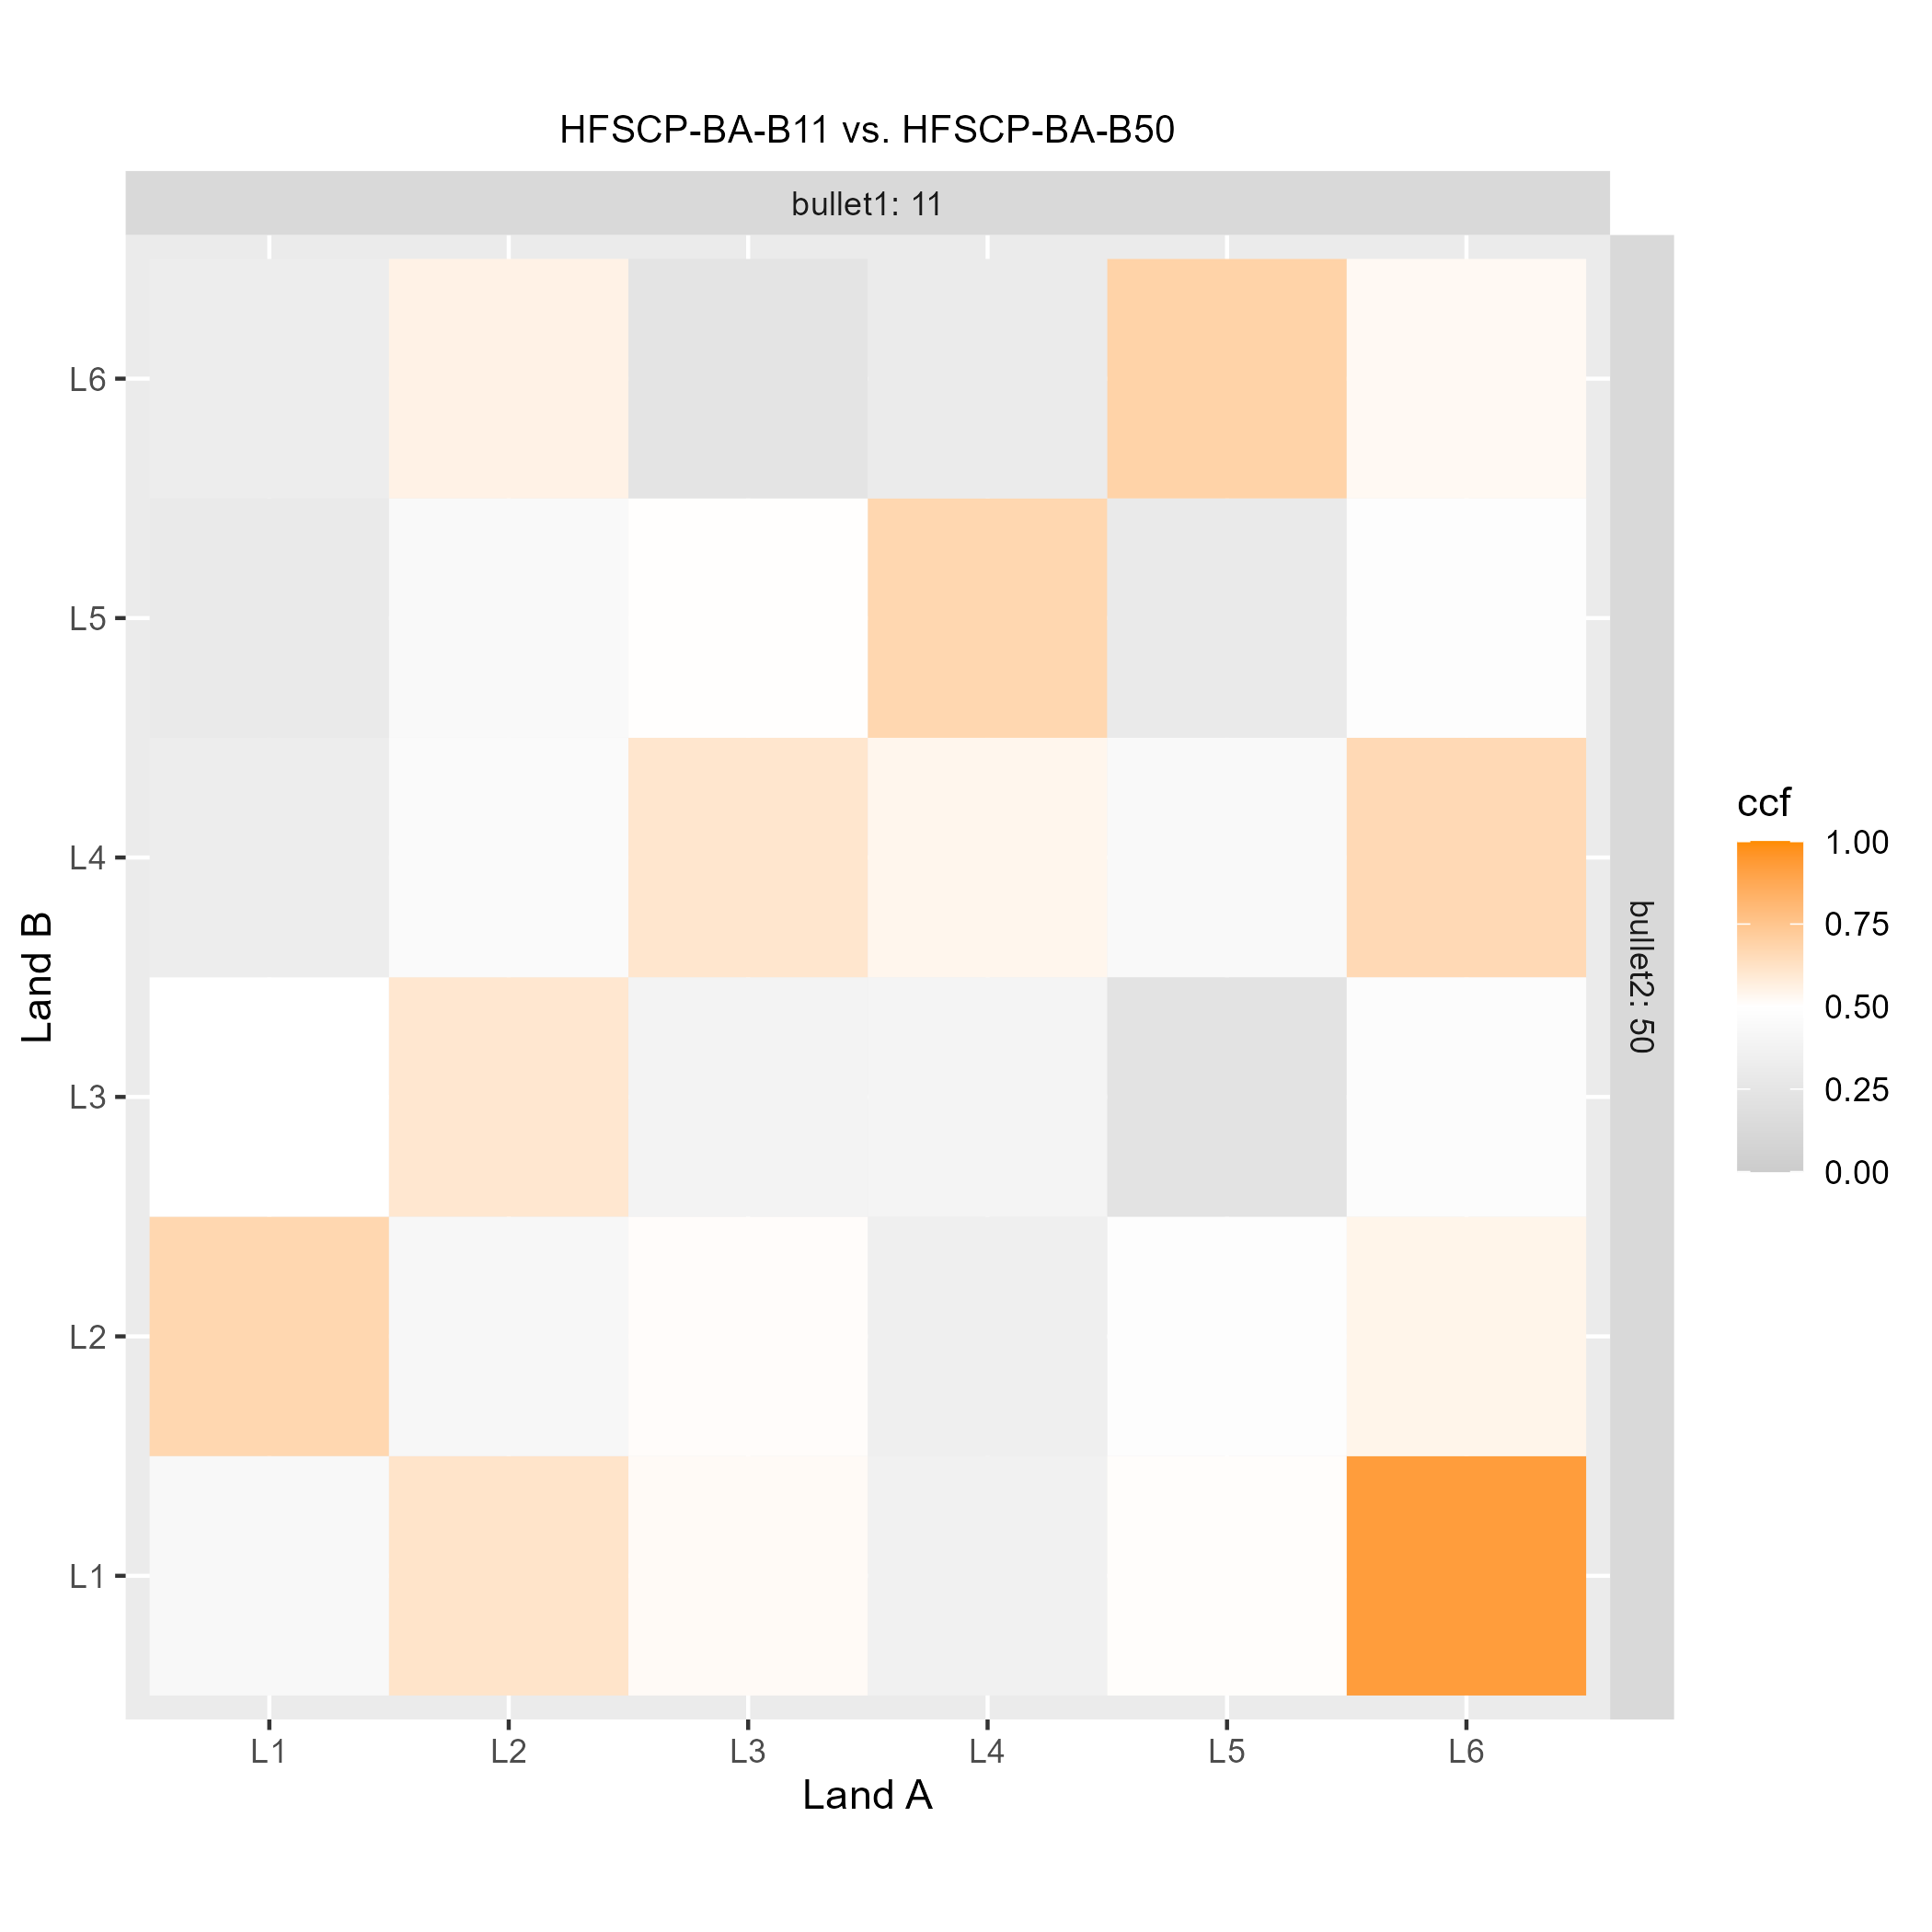 HFSCP-BA-B11 vs. HFSCP-BA-B50
bullet1: 11
L6
L5
L4
L3
L2
L1
Land B
bullet2: 50
ccf
1.00
0.75
0.50
0.25
0.00
L1 L2 L3 L4 L5 L6
Land A